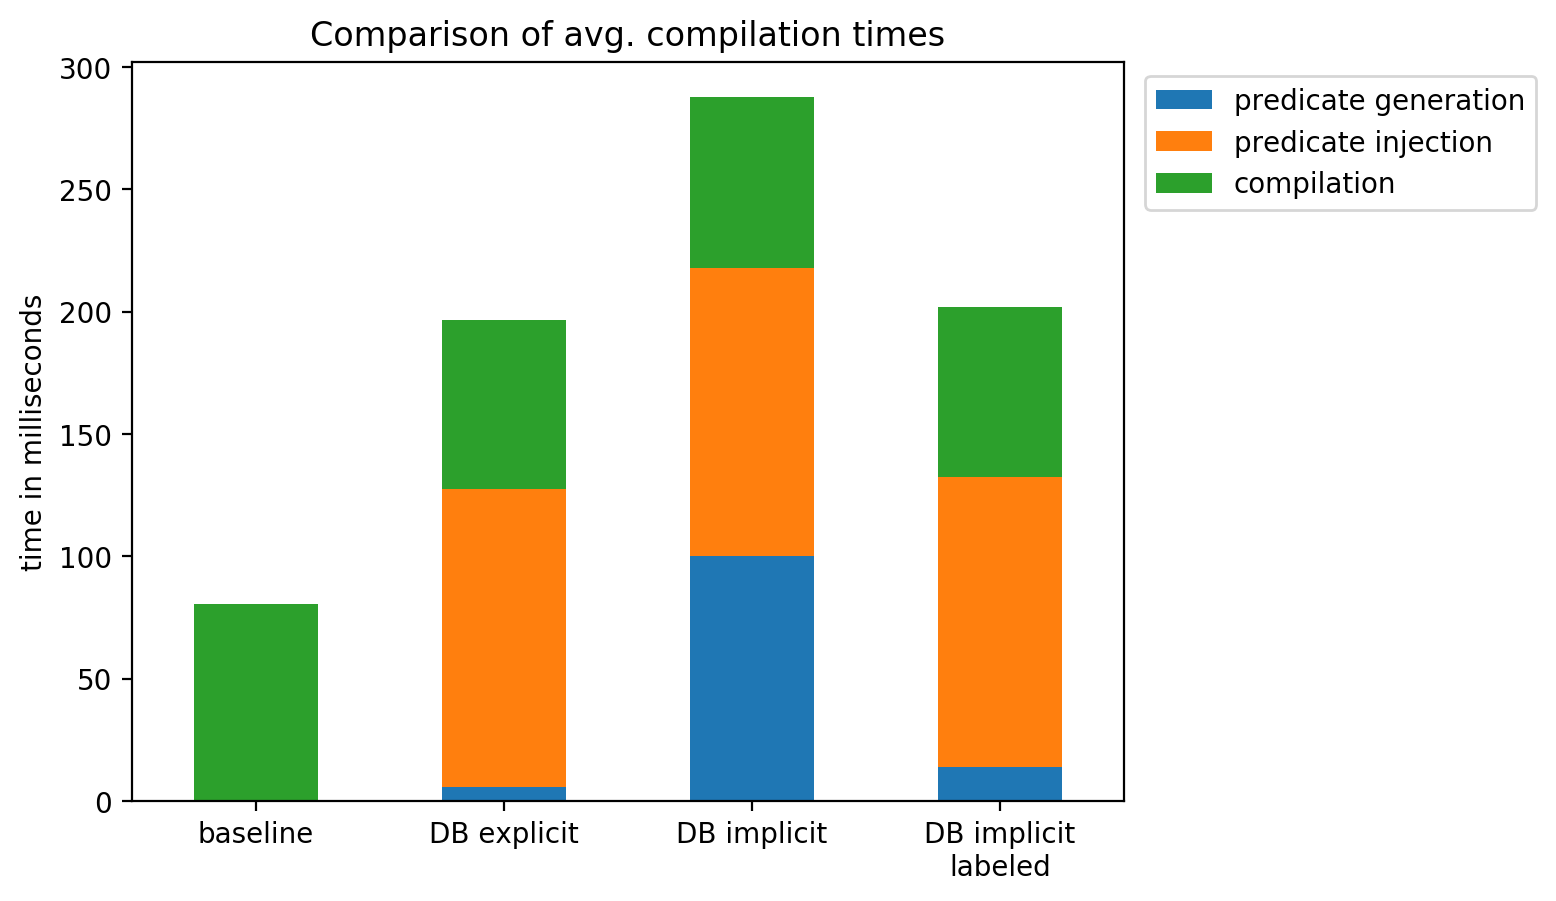 Comparison of avg. compilation times
300
250
200
150
100
50
0
time in milliseconds
baseline
DB explicit
DB implicit
DB implicit
labeled
predicate generation
predicate injection
compilation